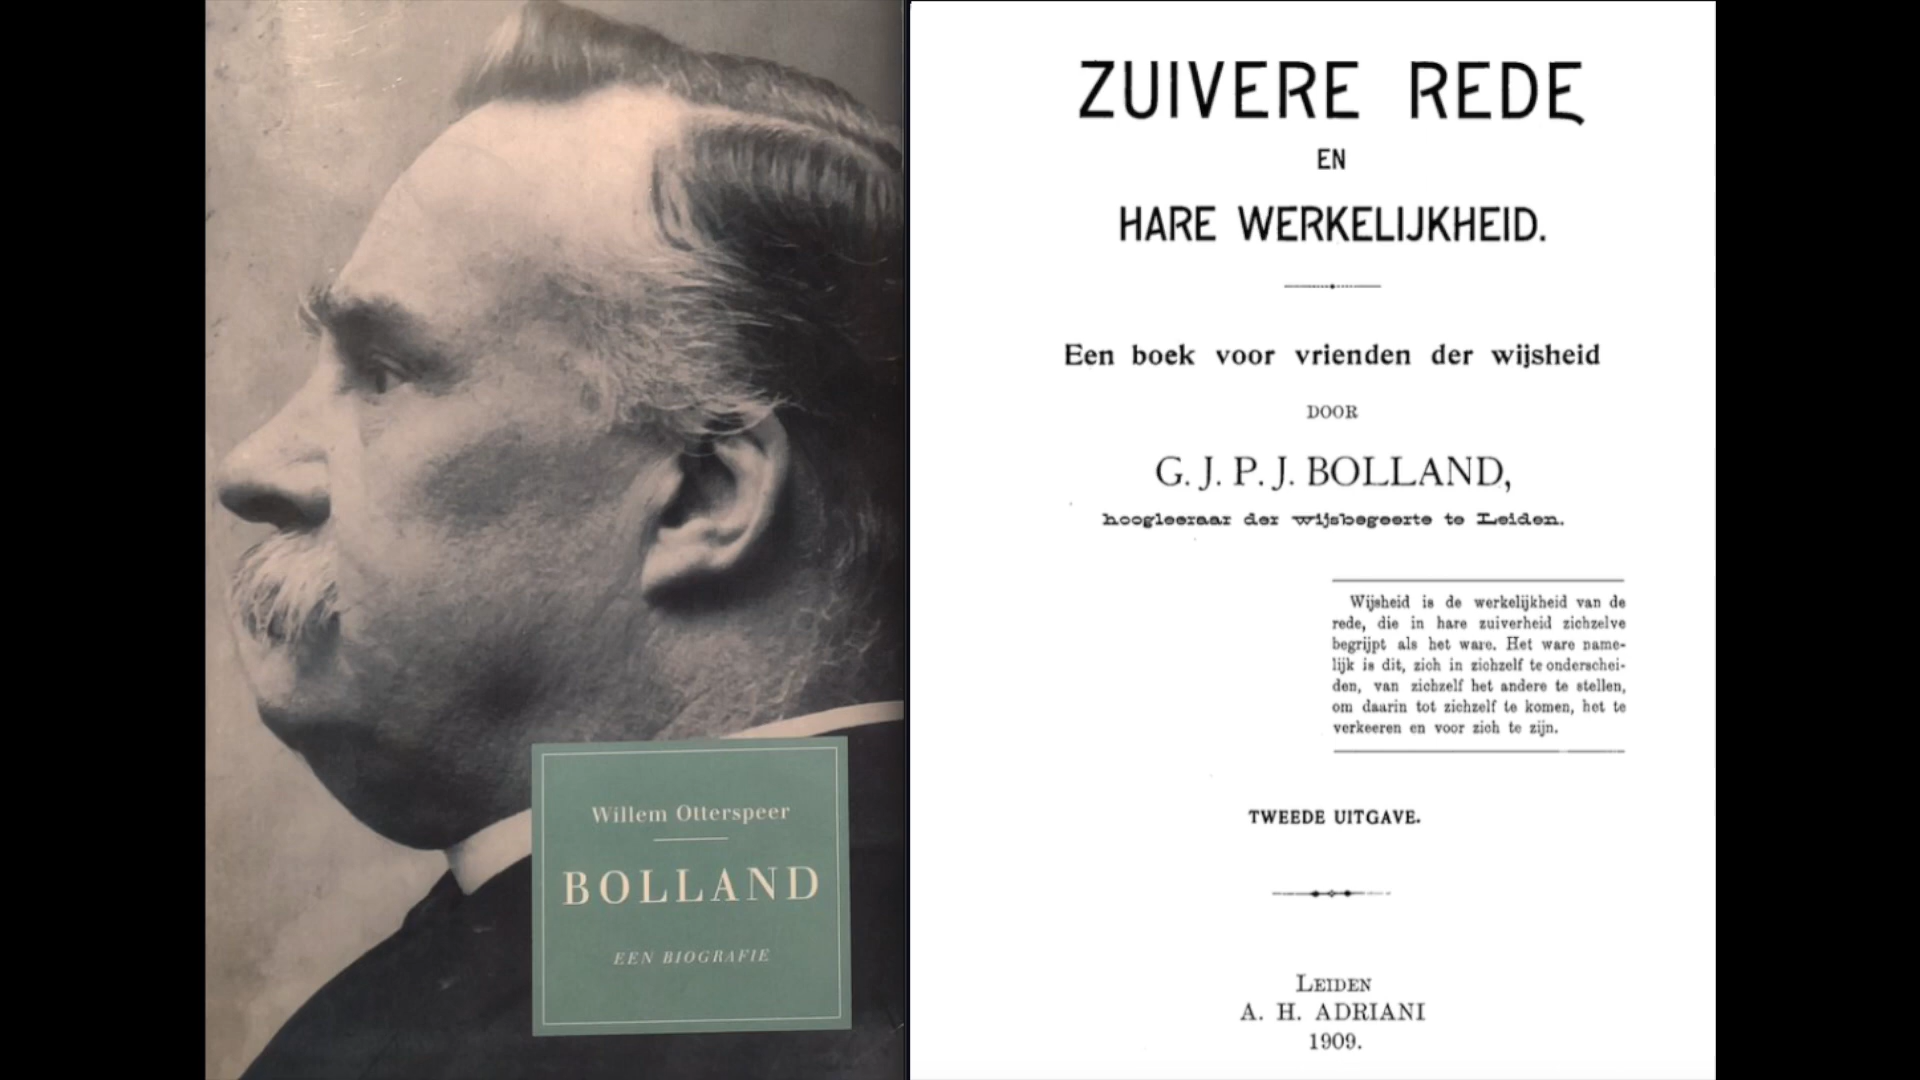 Willem Otterspeer
BOLLAND
EEN BIOGRAFIE
ZUIVERE REDE
EN
HARE WERKELIJKHEID.
Een boek voor vrienden der wijsheid
DOOR
G. J. P. J. BOLLAND,
hoogleeraar der wijsbegeerte te Leiden.
Wijsheid is de werkelijkheid van de
rede, die in hare zuiverheid zichzelve
begrijpt als het ware. Het ware name-
lijk is dit, zich in zichzelf te onderschei-
den, van zichzelf het andere te stellen,
om daarin tot zichzelf te komen, het te
verkeeren en voor zich te zijn.
TWEEDE UITGAVE.
LEIDEN
A. H. ADRIANI
1909.